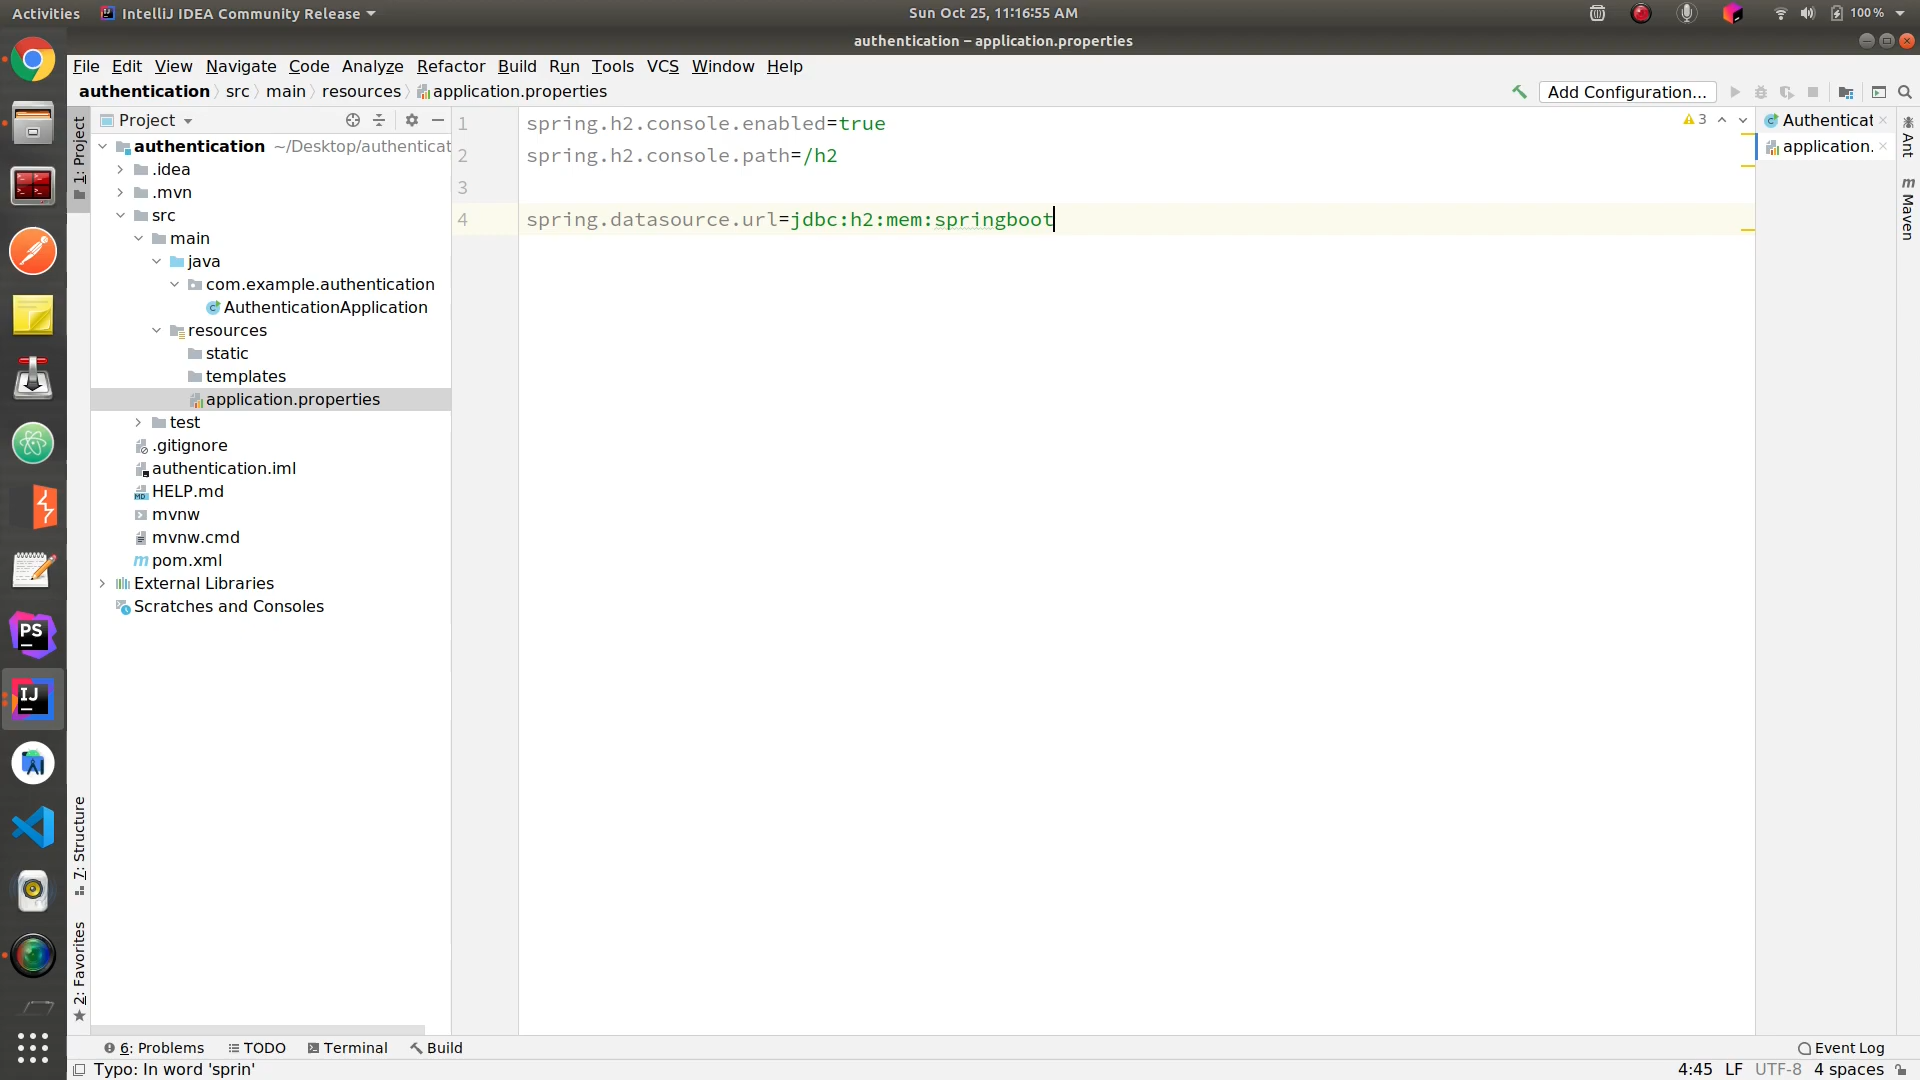 Activities IntelliJ IDEA Community Release Sun Oct 25, 11:16:55 AM 100 %
authentication – application.properties
File Edit View Navigate Code Analyze Refactor Build Run Tools VCS Window Help
authentication src main resources application.properties Add Configuration...
1: Project
Project
authentication ~/Desktop/authenticat
.idea
.mvn
src
main
java
com.example.authentication
AuthenticationApplication
resources
static
templates
application.properties
test
.gitignore
authentication.iml
HELP.md
mvnw
mvnw.cmd
pom.xml
External Libraries
Scratches and Consoles
7: Structure
2: Favorites
1 spring.h2.console.enabled=true
2 spring.h2.console.path=/h2
3
4 spring.datasource.url=jdbc:h2:mem:springboot
3
Authenticat
application.
Ant
Maven
6: Problems TODO Terminal Build Event Log
Typo: In word 'sprin' 4:45 LF UTF-8 4 spaces